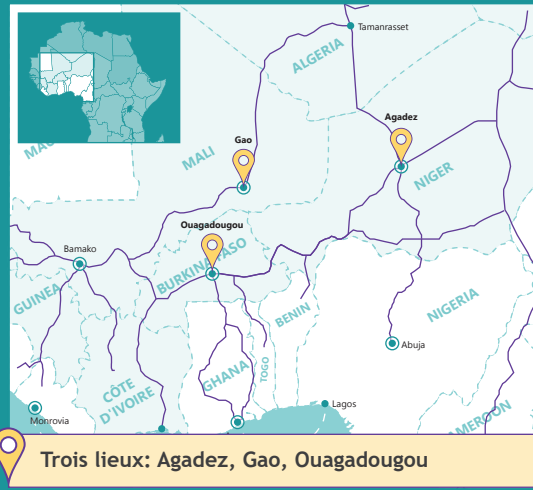 Tamanrasset
ALGERIA
Agadez
Gao
MALI
NIGER
Ouagadougou
Bamako
BURKINA FASO
GUINEA
BENIN
NIGERIA
Abuja
TOGO
GHANA
CÔTE
D'IVOIRE
Lagos
Monrovia
Trois lieux: Agadez, Gao, Ouagadougou